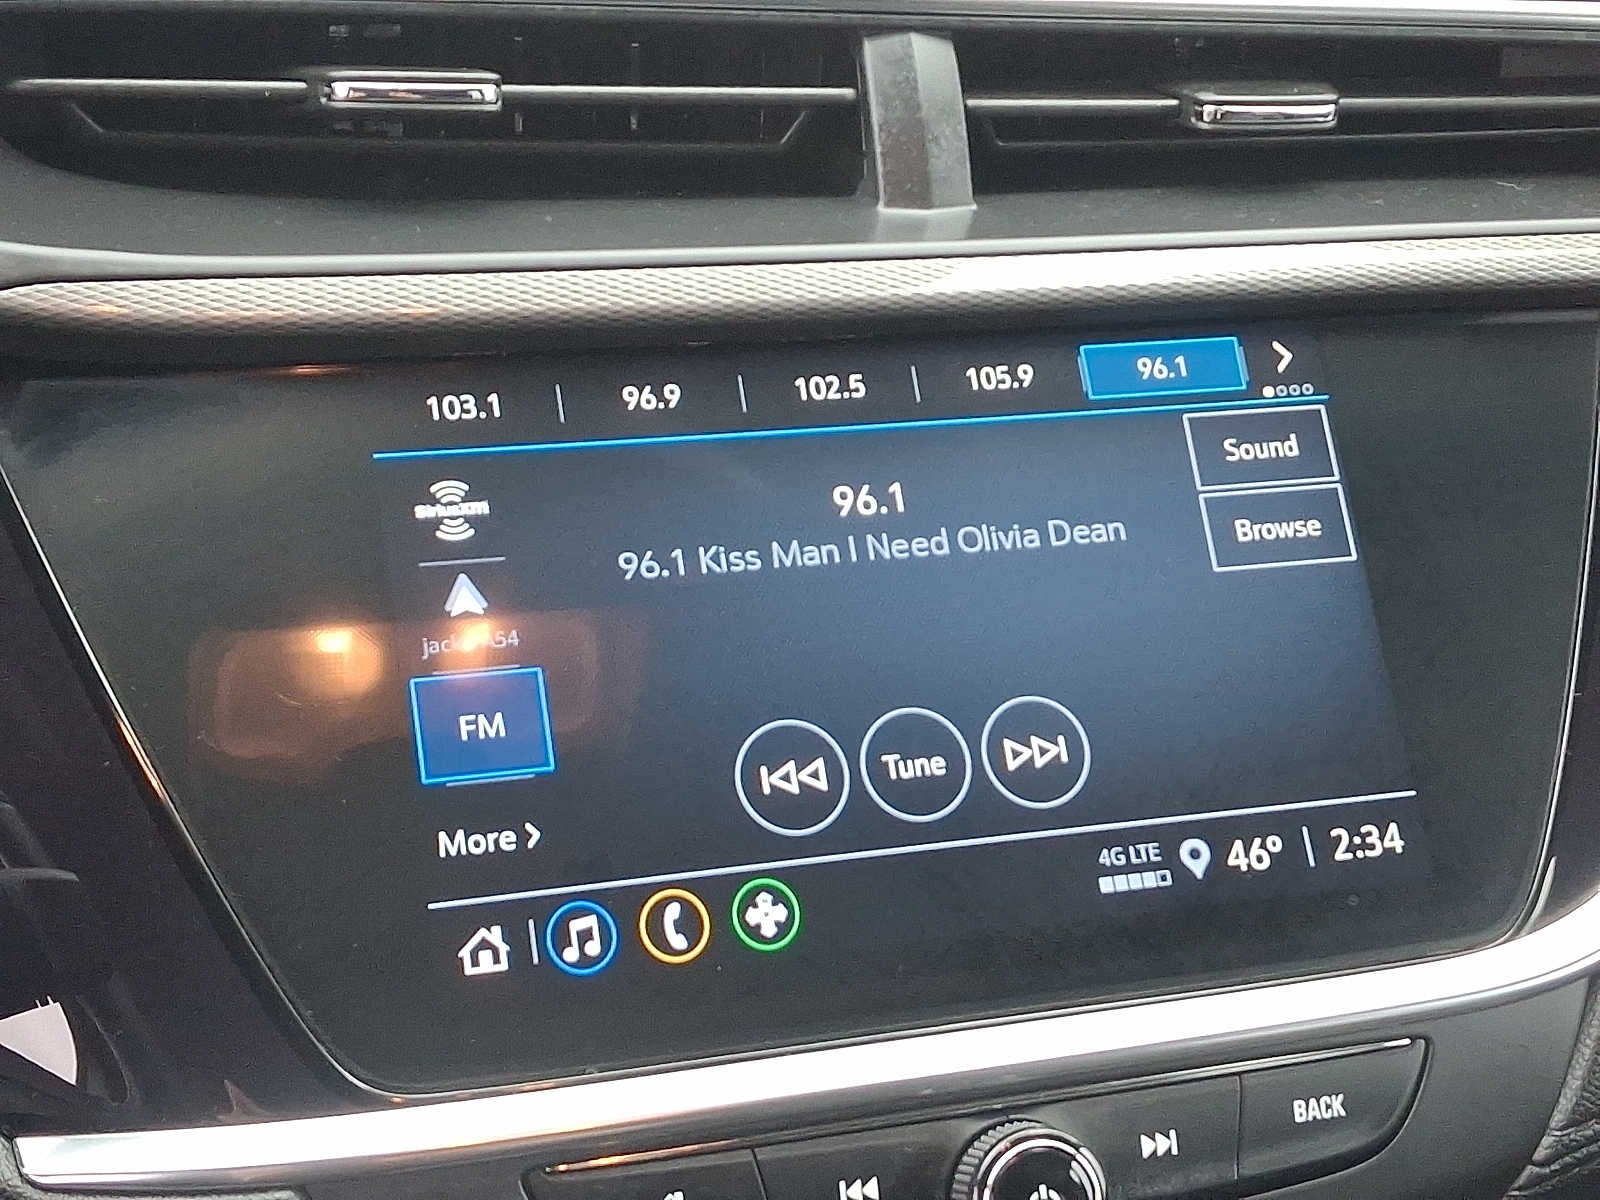 103.1 | 96.9 | 102.5 | 105.9 96.1
SiriusXM
96.1
Sound
96.1 Kiss Man I Need Olivia Dean
Browse
FM
Tune
More
4G LTE 46° | 2:34
BACK